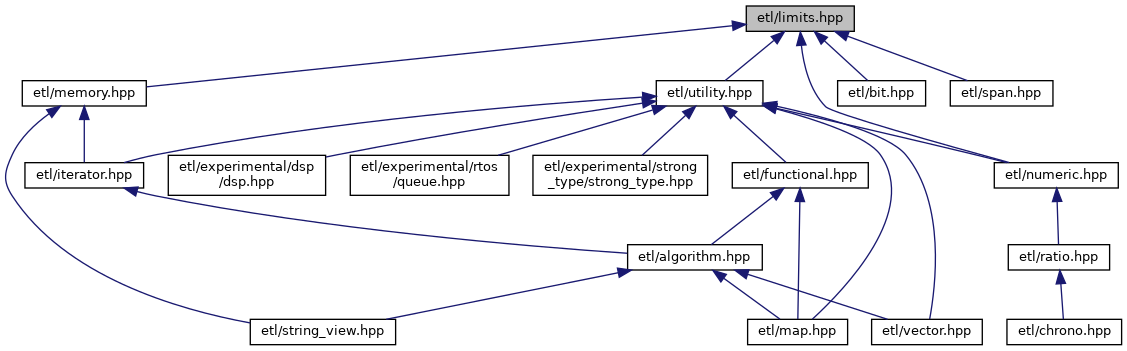 etl/limits.hpp
etl/memory.hpp
etl/utility.hpp
etl/bit.hpp
etl/span.hpp
etl/iterator.hpp
etl/experimental/dsp
/dsp.hpp
etl/experimental/rtos
/queue.hpp
etl/experimental/strong
_type/strong_type.hpp
etl/functional.hpp
etl/numeric.hpp
etl/algorithm.hpp
etl/ratio.hpp
etl/string_view.hpp
etl/map.hpp
etl/vector.hpp
etl/chrono.hpp